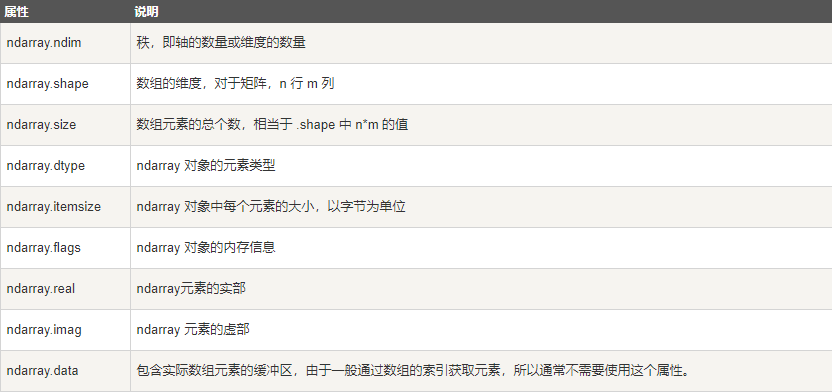 属性 说明
ndarray.ndim 秩，即轴的数量或维度的数量
ndarray.shape 数组的维度，对于矩阵，n 行 m 列
ndarray.size 数组元素的总个数，相当于 .shape 中 n*m 的值
ndarray.dtype ndarray 对象的元素类型
ndarray.itemsize ndarray 对象中每个元素的大小，以字节为单位
ndarray.flags ndarray 对象的内存信息
ndarray.real ndarray元素的实部
ndarray.imag ndarray 元素的虚部
ndarray.data 包含实际数组元素的缓冲区，由于一般通过数组的索引获取元素，所以通常不需要使用这个属性。